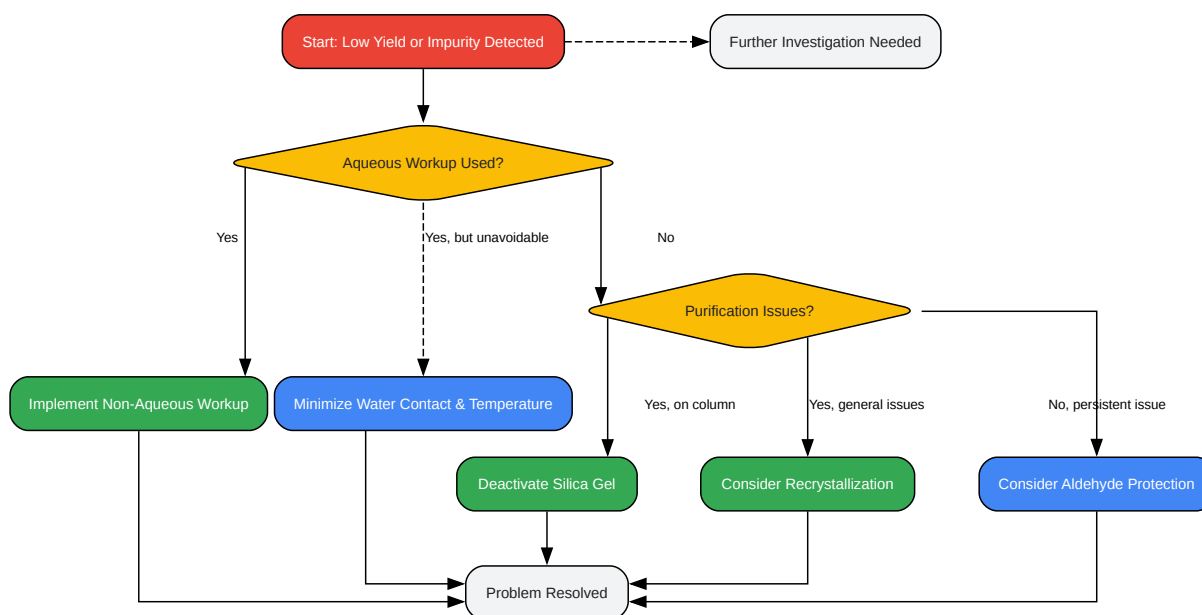 Start: Low Yield or Impurity Detected
Further Investigation Needed
Aqueous Workup Used?
Yes
Yes, but unavoidable
No
Purification Issues?
Implement Non-Aqueous Workup
Minimize Water Contact & Temperature
Yes, on column
Yes, general issues
No, persistent issue
Deactivate Silica Gel
Consider Recrystallization
Consider Aldehyde Protection
Problem Resolved